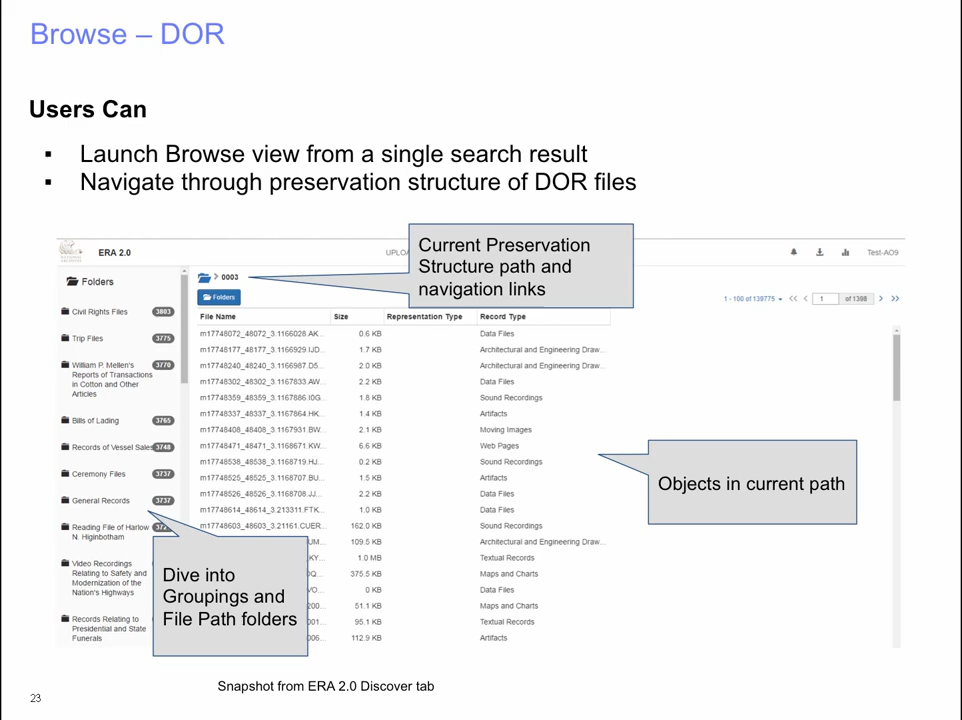 Browse – DOR
Users Can
▪ Launch Browse view from a single search result
▪ Navigate through preservation structure of DOR files
ERA 2.0
UPLOA
Test-AO9
Current Preservation
Structure path and
navigation links
Folders
> 0003
Folders
1 - 100 of 139775
1 of 1398
File Name Size Representation Type Record Type
Civil Rights Files 3803
Trip Files 3775
William P. Mellen's 3770
Reports of Transactions
in Cotton and Other
Articles
Bills of Lading 3765
Records of Vessel Sales 3748
Ceremony Files 3737
General Records 3737
Reading File of Harlow
N. Higinbotham
Video Recordings
Relating to Safety and
Modernization of the
Nation's Highways
Records Relating to
Presidential and State
Funerals
m17748072_48072_3.1166028.AK... 0.6 KB Data Files
m17748177_48177_3.1166929.IJD... 1.7 KB Architectural and Engineering Draw...
m17748240_48240_3.1166987.D5... 2.0 KB Architectural and Engineering Draw...
m17748302_48302_3.1167833.AW... 2.2 KB Data Files
m17748359_48359_3.1167886.I0G... 1.8 KB Sound Recordings
m17748337_48337_3.1167864.HK... 1.4 KB Artifacts
m17748408_48408_3.1167931.BW... 2.1 KB Moving Images
m17748471_48471_3.1168671.KW... 6.6 KB Web Pages
m17748538_48538_3.1168719.HJ... 0.2 KB Sound Recordings
m17748525_48525_3.1168707.BU... 1.5 KB Artifacts
m17748526_48526_3.1168708.JJ... 2.2 KB Data Files
m17748614_48614_3.213311.FTK... 1.0 KB Data Files
m17748603_48603_3.21161.CUER... 162.0 KB Sound Recordings
UM... 109.5 KB Architectural and Engineering Draw...
KY... 1.0 MB Textual Records
0Q... 375.5 KB Maps and Charts
VO... 0 KB Data Files
200... 51.1 KB Maps and Charts
001... 95.1 KB Textual Records
006... 112.9 KB Artifacts
Objects in current path
Dive into
Groupings and
File Path folders
Snapshot from ERA 2.0 Discover tab
23